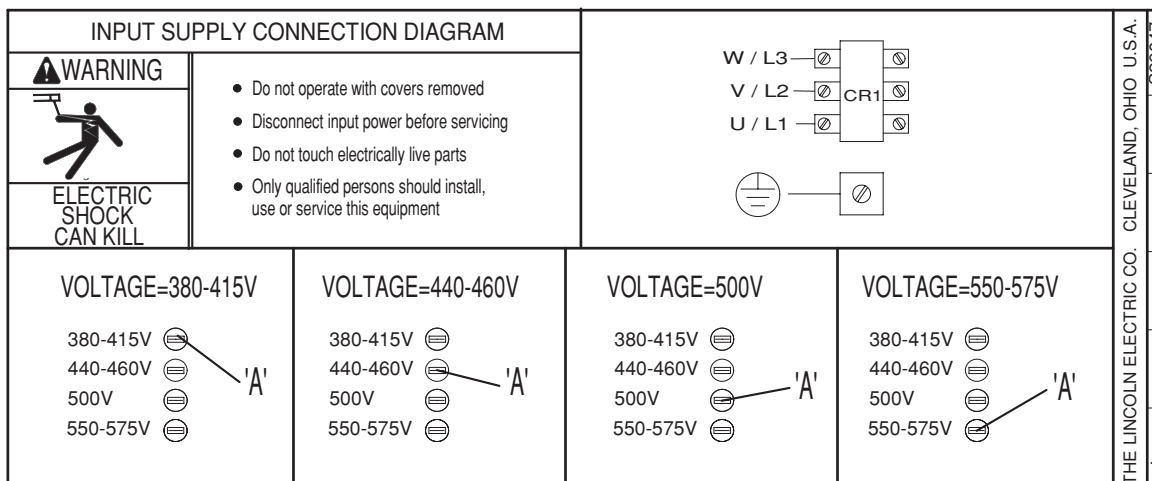 INPUT SUPPLY CONNECTION DIAGRAM
WARNING
ELECTRIC
SHOCK
CAN KILL
● Do not operate with covers removed
● Disconnect input power before servicing
● Do not touch electrically live parts
● Only qualified persons should install,
use or service this equipment
W / L3
V / L2
U / L1
CR1
VOLTAGE=380-415V
380-415V
440-460V
500V
550-575V
'A'
VOLTAGE=440-460V
380-415V
440-460V
500V
550-575V
'A'
VOLTAGE=500V
380-415V
440-460V
500V
550-575V
'A'
VOLTAGE=550-575V
380-415V
440-460V
500V
550-575V
'A'
THE LINCOLN ELECTRIC CO. CLEVELAND, OHIO U.S.A.